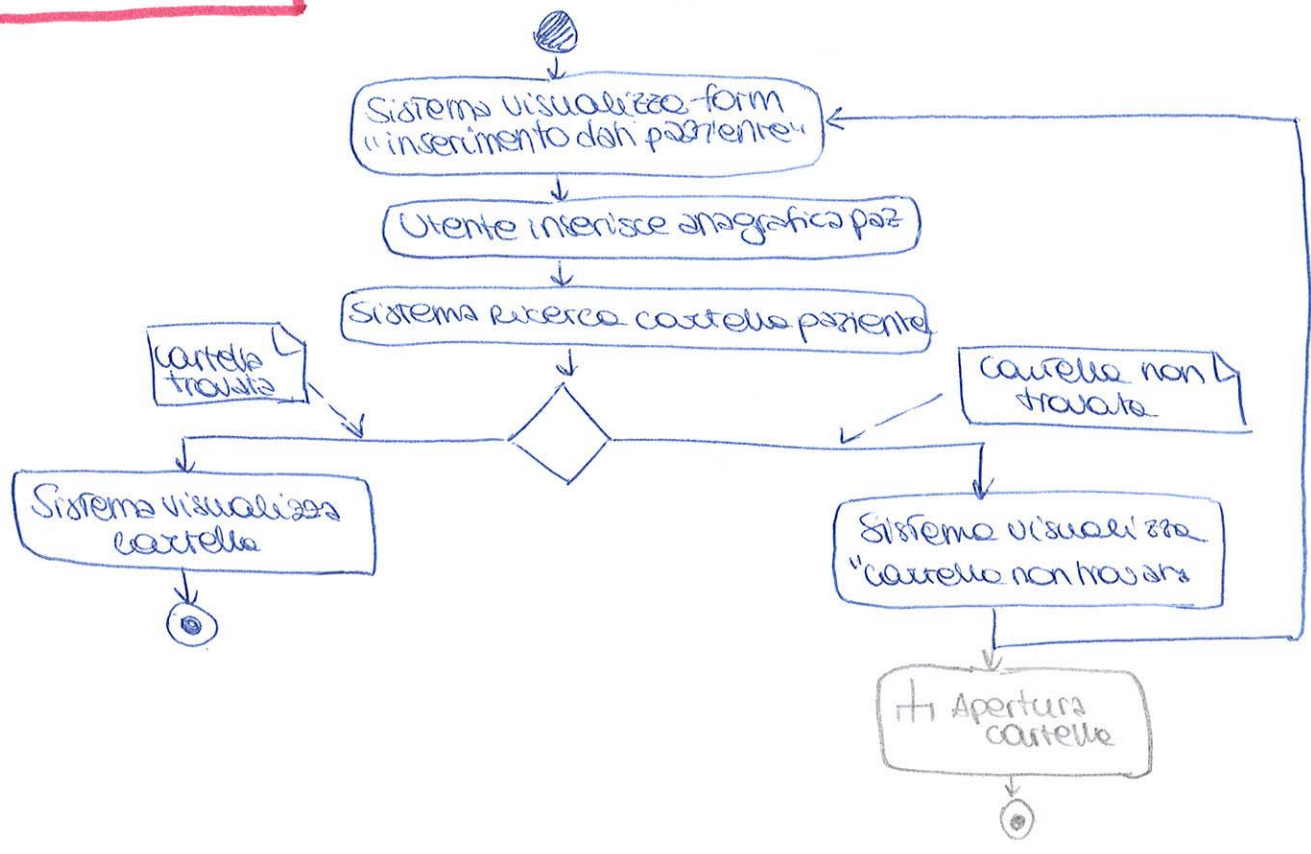 Sistema visualizza form
"inserimento dati paziente"
Utente inserisce anagrafica paz
Sistema ricerca cartella paziente
cartella
trovata
cartella non
trovata
Sistema visualizza
cartella
Sistema visualizza
"cartella non trovata
Apertura
cartella